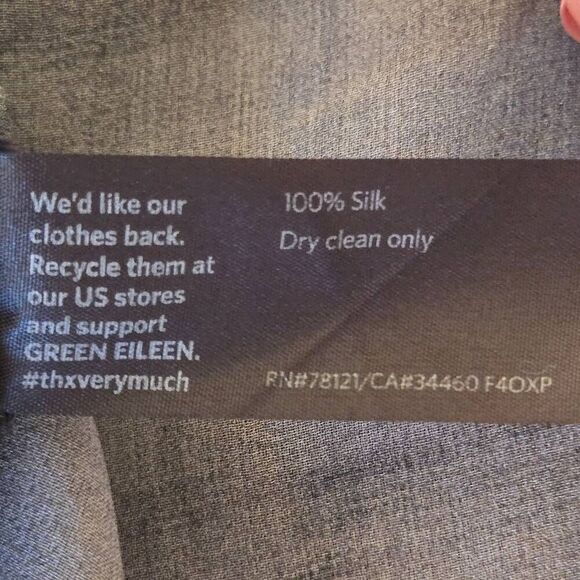 We'd like our
clothes back.
Recycle them at
our US stores
and support
GREEN EILEEN.
#thxverymuch
100% Silk
Dry clean only
RN#78121/CA#34460 F4OXP